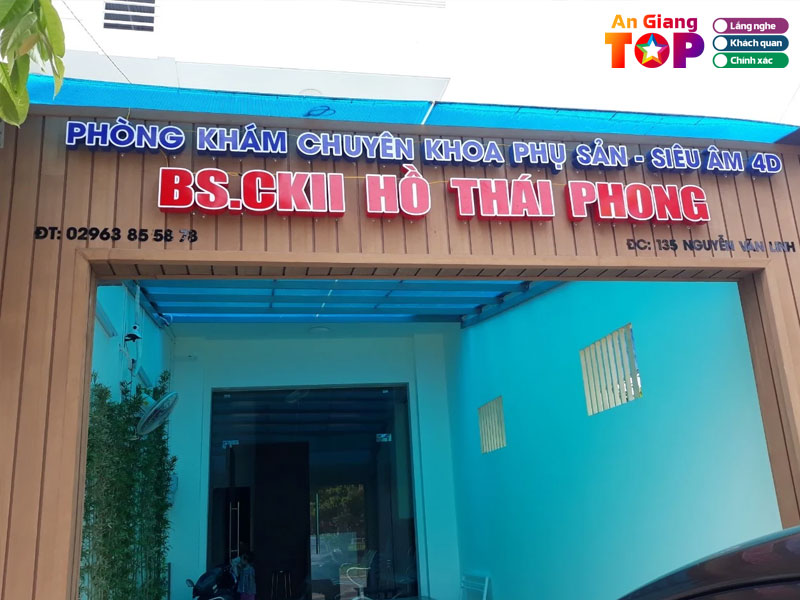 An Giang
TOP
Lắng nghe
Khách quan
Chính xác
PHÒNG KHÁM CHUYÊN KHOA PHỤ SẢN - SIÊU ÂM 4D
BS.CKII HỒ THÁI PHONG
ĐT: 02963 85 58 78
ĐC: 135 NGUYỄN VĂN LINH